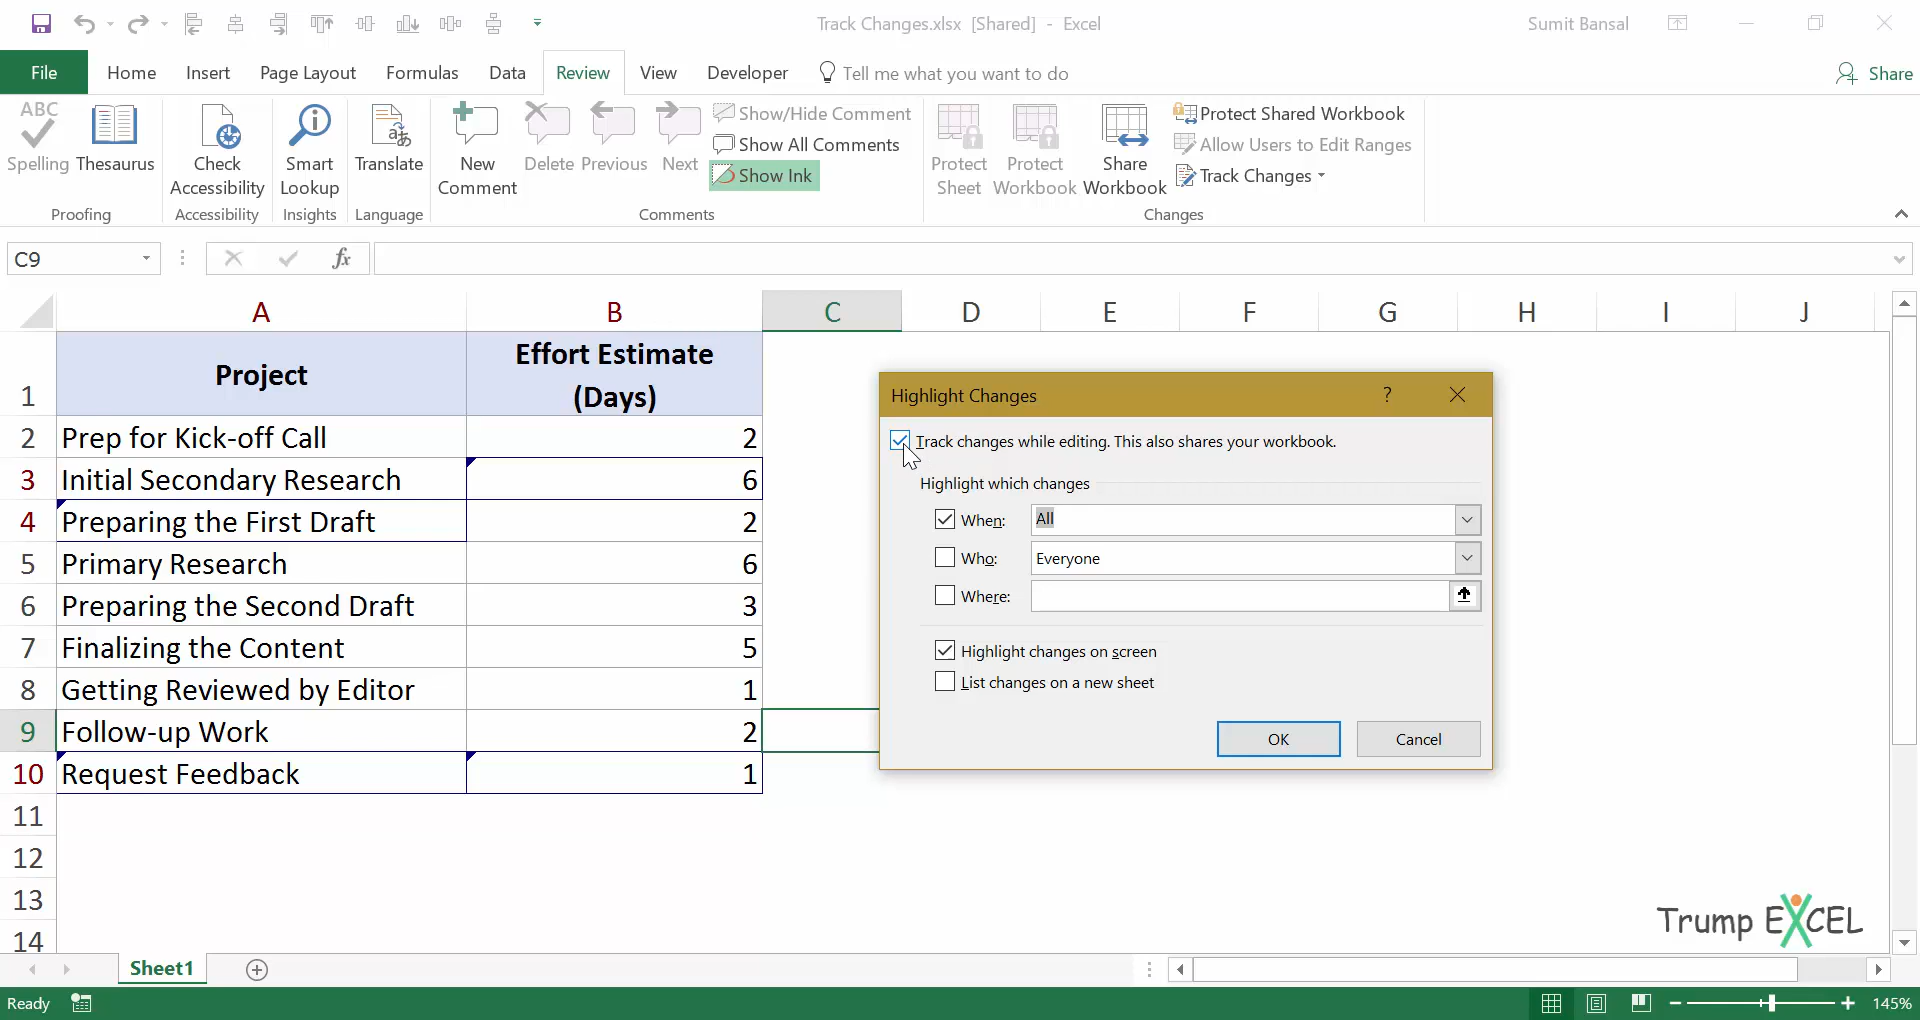 Track Changes.xlsx [Shared] - Excel
Sumit Bansal
File Home Insert Page Layout Formulas Data Review View Developer Tell me what you want to do Share
ABC
Spelling
Thesaurus
Proofing
Check
Accessibility
Accessibility
Smart
Lookup
Insights
Translate
Language
New
Comment
Delete
Previous
Next
Show/Hide Comment
Show All Comments
Show Ink
Comments
Protect
Sheet
Protect
Workbook
Share
Workbook
Protect Shared Workbook
Allow Users to Edit Ranges
Track Changes
Changes
C9
fx
A B C D E F G H I J
1 Project Effort Estimate
(Days)
2 Prep for Kick-off Call 2
3 Initial Secondary Research 6
4 Preparing the First Draft 2
5 Primary Research 6
6 Preparing the Second Draft 3
7 Finalizing the Content 5
8 Getting Reviewed by Editor 1
9 Follow-up Work 2
10 Request Feedback 1
11
12
13
14
Highlight Changes ?
Track changes while editing. This also shares your workbook.
Highlight which changes
When: All
Who: Everyone
Where:
Highlight changes on screen
List changes on a new sheet
OK Cancel
Trump EXCEL
Sheet1
Ready
145%